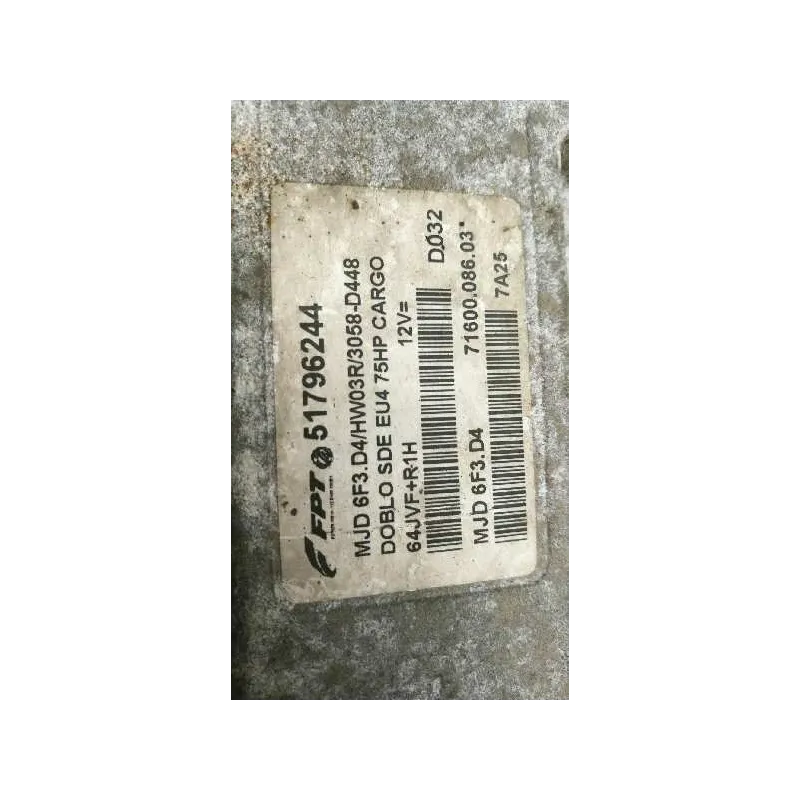 FPT 51796244
MJD 6F3.D4/HW03R/3058-D448
DOBLO SDE EU4 75HP CARGO
64JVF+R1H 12V= D.032
MJD 6F3.D4 71600.086.03*
7A25